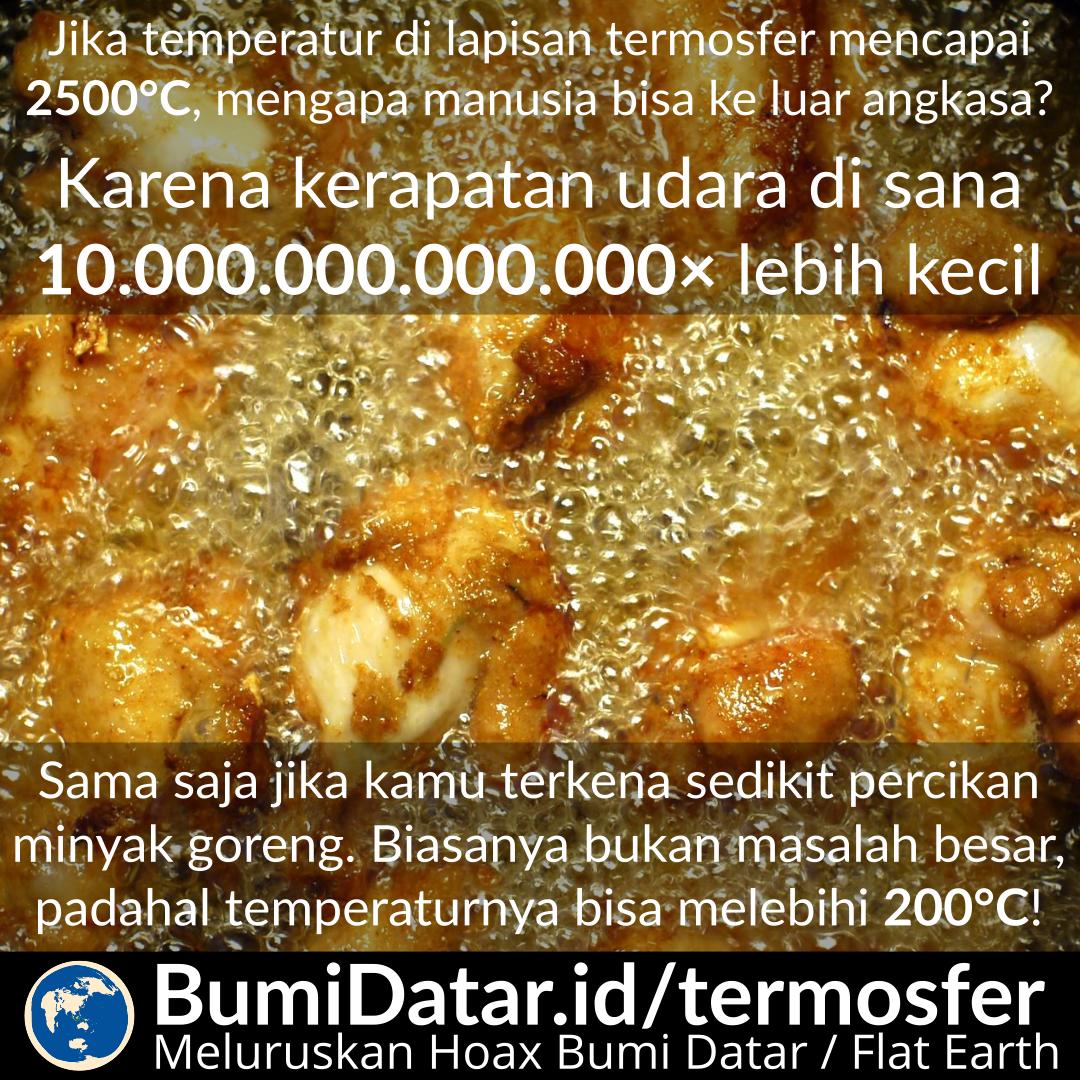 Jika temperatur di lapisan termosfer mencapai
2500°C, mengapa manusia bisa ke luar angkasa?
Karena kerapatan udara di sana
10.000.000.000.000× lebih kecil
Sama saja jika kamu terkena sedikit percikan
minyak goreng. Biasanya bukan masalah besar,
padahal temperaturnya bisa melebihi 200°C!
BumiDatar.id/termosfer
Meluruskan Hoax Bumi Datar / Flat Earth